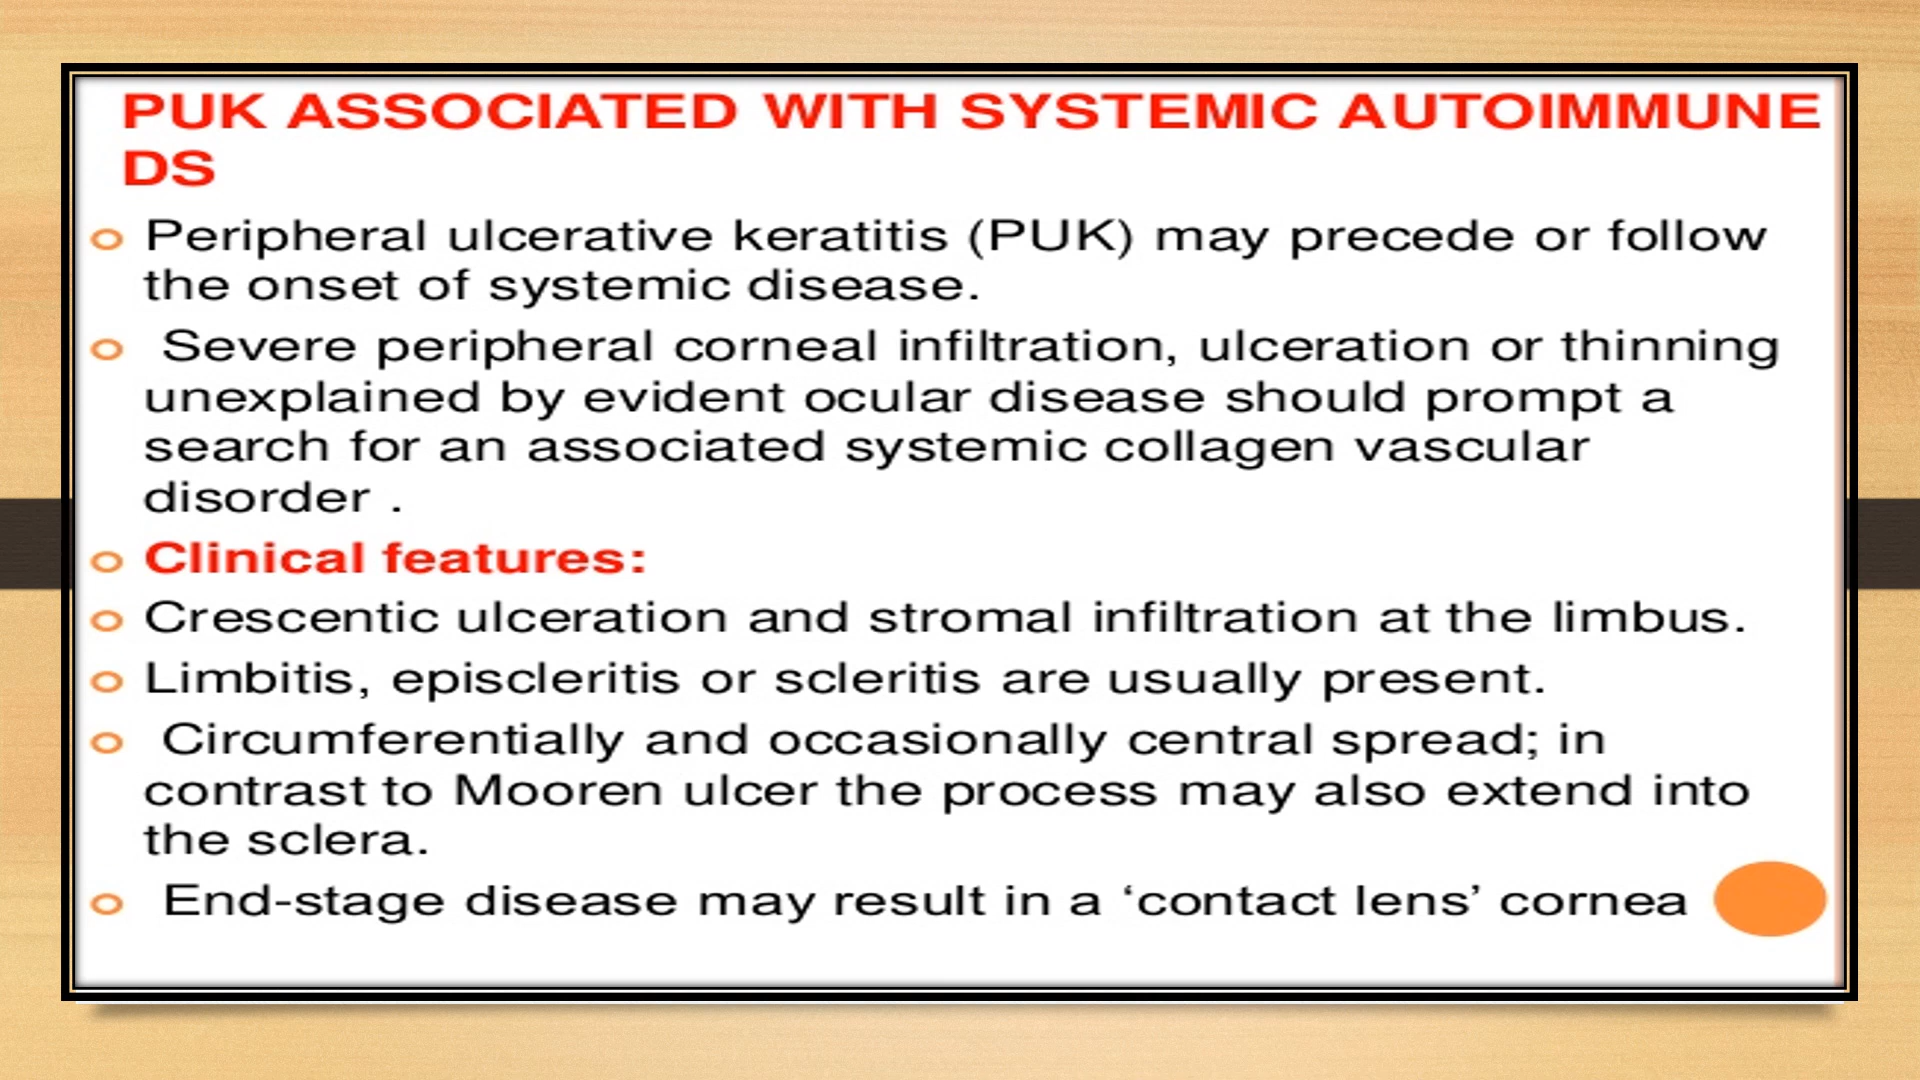 PUK ASSOCIATED WITH SYSTEMIC AUTOIMMUNE
DS
Peripheral ulcerative keratitis (PUK) may precede or follow
the onset of systemic disease.
Severe peripheral corneal infiltration, ulceration or thinning
unexplained by evident ocular disease should prompt a
search for an associated systemic collagen vascular
disorder .
Clinical features:
Crescentic ulceration and stromal infiltration at the limbus.
Limbitis, episcleritis or scleritis are usually present.
Circumferentially and occasionally central spread; in
contrast to Mooren ulcer the process may also extend into
the sclera.
End-stage disease may result in a ‘contact lens’ cornea